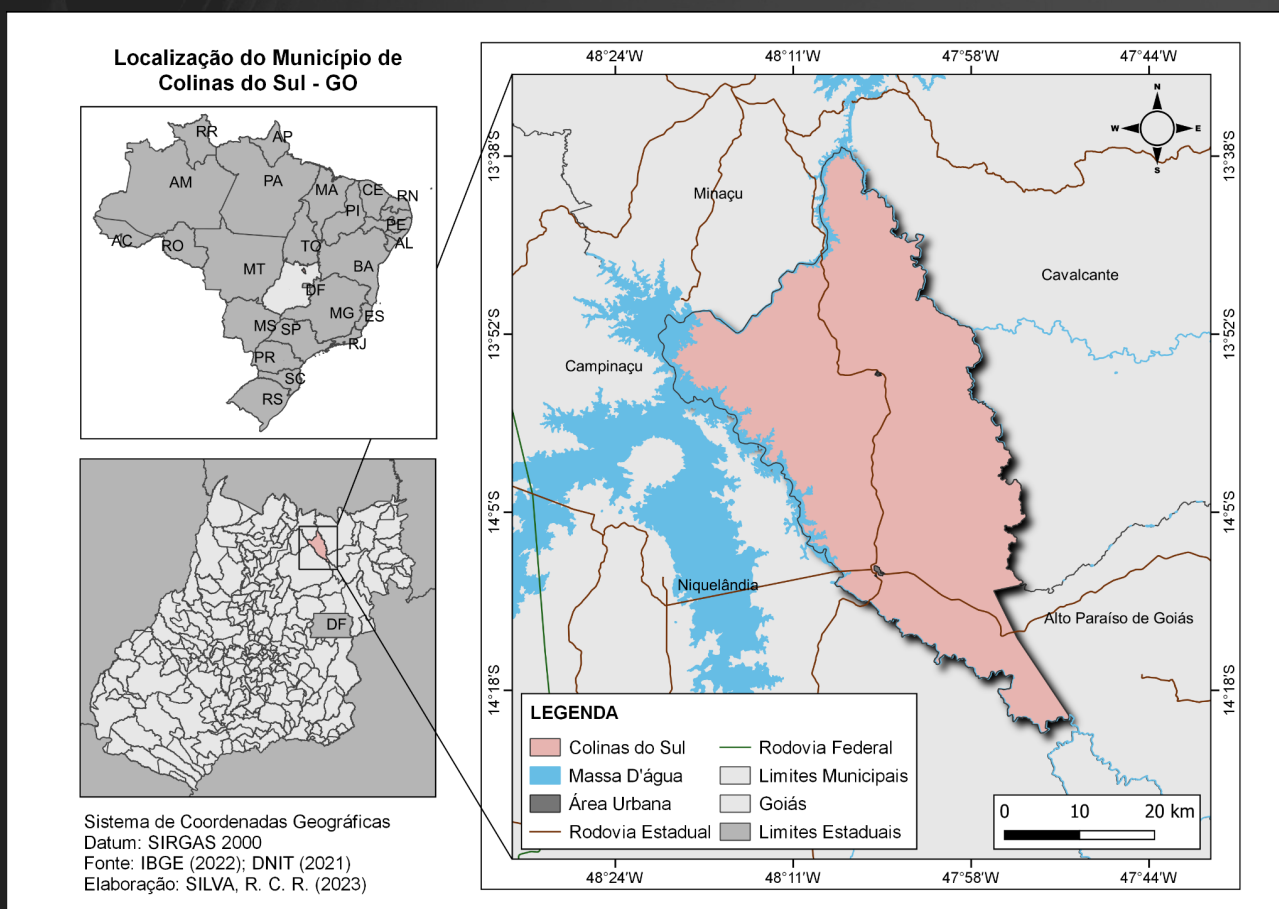 Localização do Município de
Colinas do Sul - GO
RR
AP
AM
PA
MA
CE
RN
PI
PE
AC
RO
TO
AL
MT
BA
DF
MG
ES
MS
SP
RJ
PR
SC
RS
DF
Sistema de Coordenadas Geográficas
Datum: SIRGAS 2000
Fonte: IBGE (2022); DNIT (2021)
Elaboração: SILVA, R. C. R. (2023)
48°24'W
48°11'W
47°58'W
47°44'W
13°38'S
13°52'S
14°5'S
14°18'S
N
W
E
S
Minaçu
Cavalcante
Campinaçu
Niquelândia
Alto Paraíso de Goiás
LEGENDA
Colinas do Sul
Massa D'água
Área Urbana
Rodovia Estadual
Rodovia Federal
Limites Municipais
Goiás
Limites Estaduais
0 10 20 km
13°38'S
13°52'S
14°5'S
14°18'S
48°24'W
48°11'W
47°58'W
47°44'W